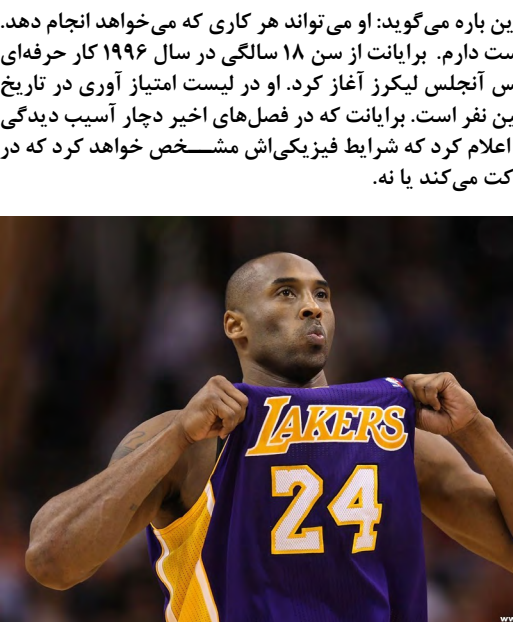 ین باره می‌گوید: او می‌تواند هر کاری که می‌خواهد انجام دهد.
ست دارم. برایانت از سن ۱۸ سالگی در سال ۱۹۹۶ کار حرفه‌ای
س آنجلس لیکرز آغاز کرد. او در لیست امتیاز آوری در تاریخ
ین نفر است. برایانت که در فصل‌های اخیر دچار آسیب دیدگی
اعلام کرد که شرایط فیزیکی‌اش مشـــخص خواهد کرد که در
کت می‌کند یا نه.
LAKERS
24